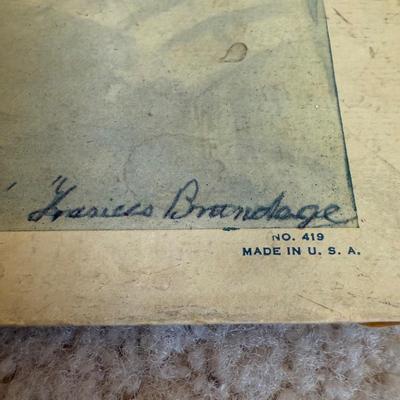 Frances Brundage
NO. 419
MADE IN U. S. A.